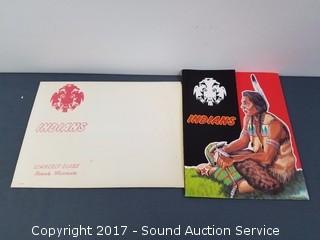 INDIANS
INDIANS
Copyright 2017 - Sound Auction Service